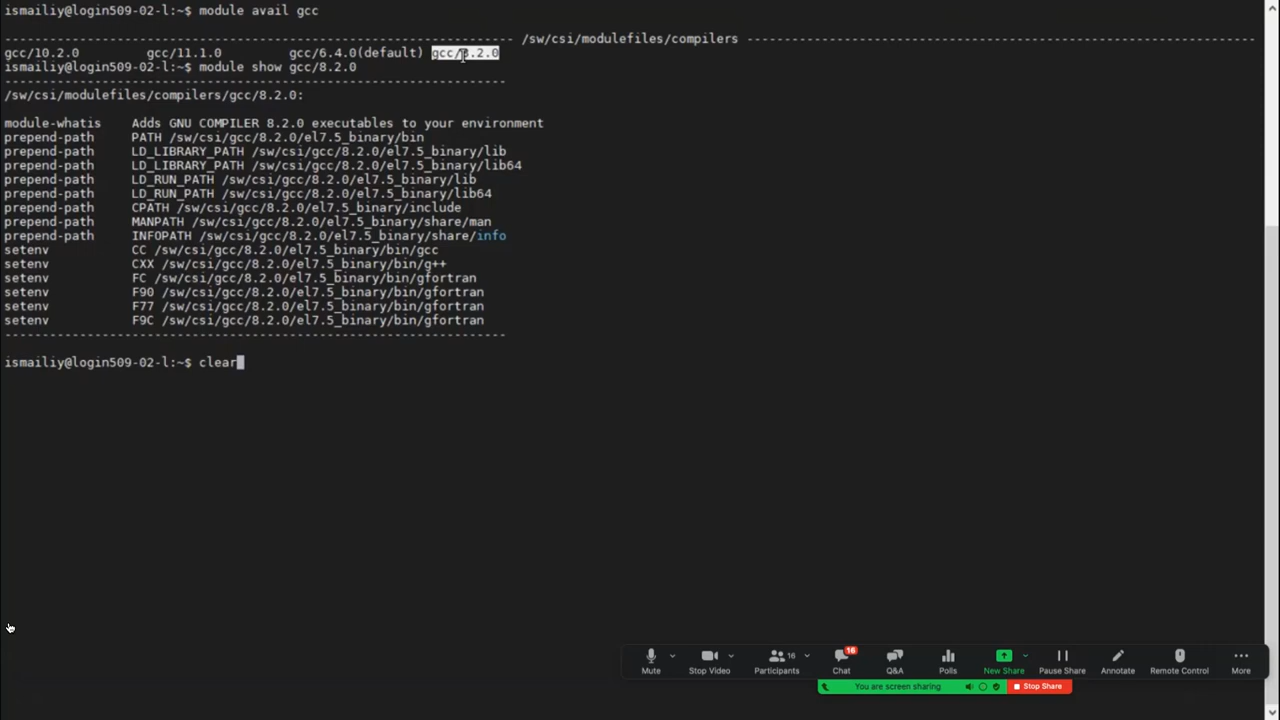 ismailiy@login509-02-l:~$ module avail gcc
-------------------------------------------------------------------- /sw/csi/modulefiles/compilers --------------------------------------------------------------------
gcc/10.2.0 gcc/11.1.0 gcc/6.4.0(default) gcc/8.2.0
ismailiy@login509-02-l:~$ module show gcc/8.2.0
-------------------------------------------------------------------
/sw/csi/modulefiles/compilers/gcc/8.2.0:
module-whatis Adds GNU COMPILER 8.2.0 executables to your environment
prepend-path PATH /sw/csi/gcc/8.2.0/el7.5_binary/bin
prepend-path LD_LIBRARY_PATH /sw/csi/gcc/8.2.0/el7.5_binary/lib
prepend-path LD_LIBRARY_PATH /sw/csi/gcc/8.2.0/el7.5_binary/lib64
prepend-path LD_RUN_PATH /sw/csi/gcc/8.2.0/el7.5_binary/lib
prepend-path LD_RUN_PATH /sw/csi/gcc/8.2.0/el7.5_binary/lib64
prepend-path CPATH /sw/csi/gcc/8.2.0/el7.5_binary/include
prepend-path MANPATH /sw/csi/gcc/8.2.0/el7.5_binary/share/man
prepend-path INFOPATH /sw/csi/gcc/8.2.0/el7.5_binary/share/info
setenv CC /sw/csi/gcc/8.2.0/el7.5_binary/bin/gcc
setenv CXX /sw/csi/gcc/8.2.0/el7.5_binary/bin/g++
setenv FC /sw/csi/gcc/8.2.0/el7.5_binary/bin/gfortran
setenv F90 /sw/csi/gcc/8.2.0/el7.5_binary/bin/gfortran
setenv F77 /sw/csi/gcc/8.2.0/el7.5_binary/bin/gfortran
setenv F9C /sw/csi/gcc/8.2.0/el7.5_binary/bin/gfortran
-------------------------------------------------------------------
ismailiy@login509-02-l:~$ clear
16 16
Mute Stop Video Participants Chat Q&A Polls New Share Pause Share Annotate Remote Control More
You are screen sharing Stop Share